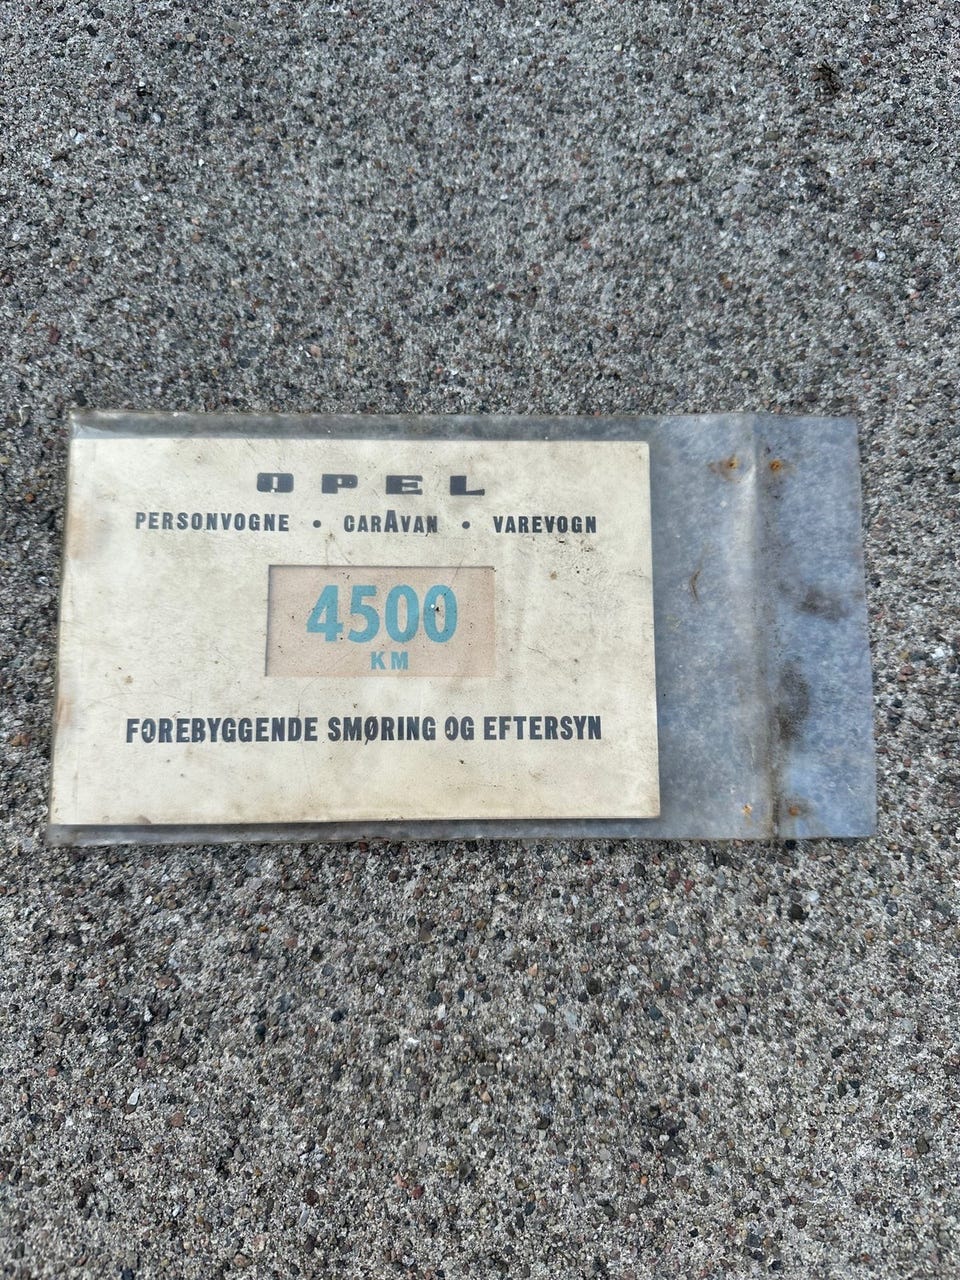 OPEL
PERSONVOGNE • CARAVAN • VAREVOGN
4500
KM
FOREBYGGENDE SMØRING OG EFTERSYN